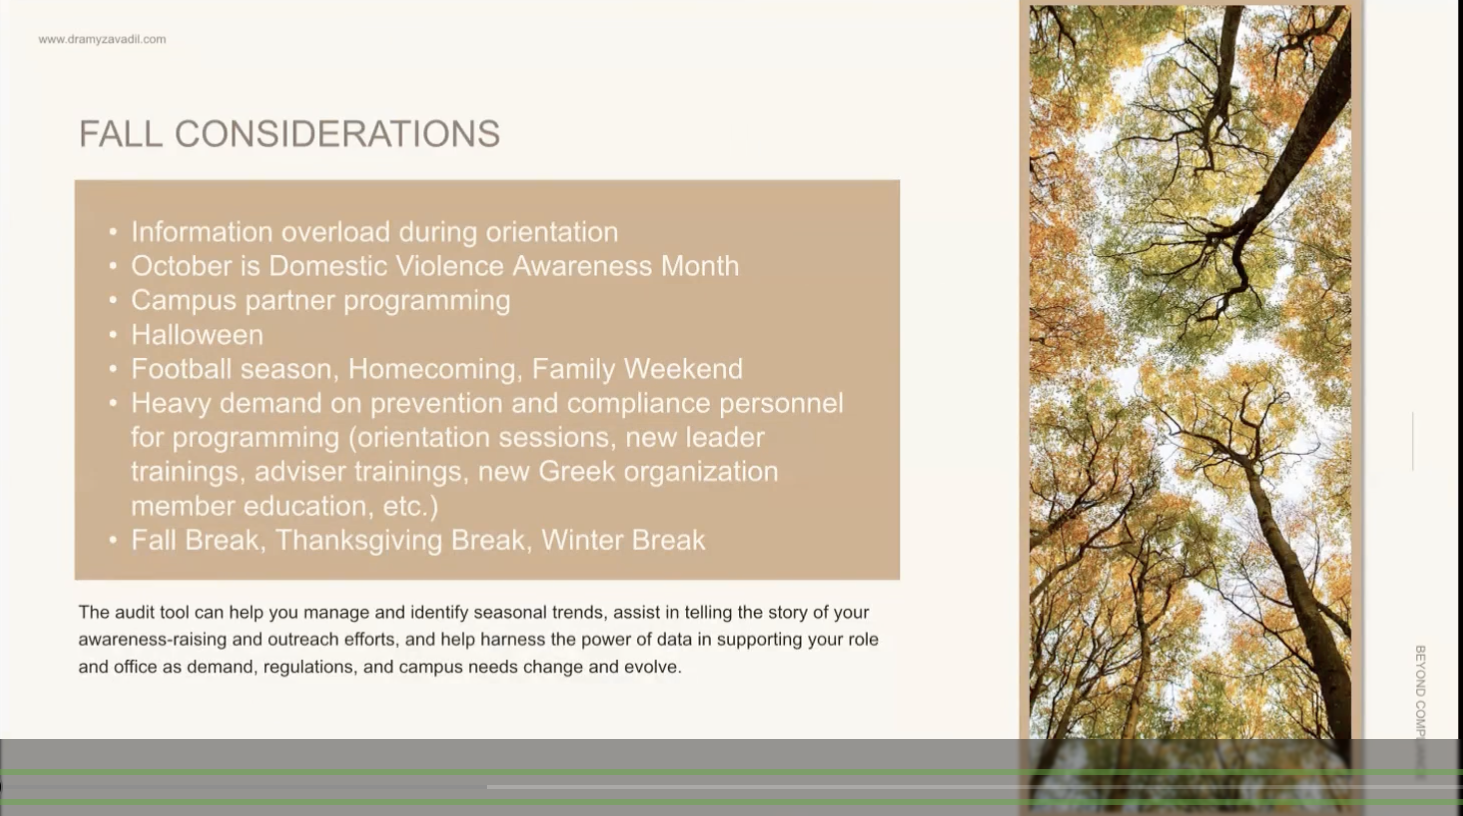 www.dramyzavadil.com
FALL CONSIDERATIONS
• Information overload during orientation
• October is Domestic Violence Awareness Month
• Campus partner programming
• Halloween
• Football season, Homecoming, Family Weekend
• Heavy demand on prevention and compliance personnel
for programming (orientation sessions, new leader
trainings, adviser trainings, new Greek organization
member education, etc.)
• Fall Break, Thanksgiving Break, Winter Break
The audit tool can help you manage and identify seasonal trends, assist in telling the story of your
awareness-raising and outreach efforts, and help harness the power of data in supporting your role
and office as demand, regulations, and campus needs change and evolve.
BEYOND